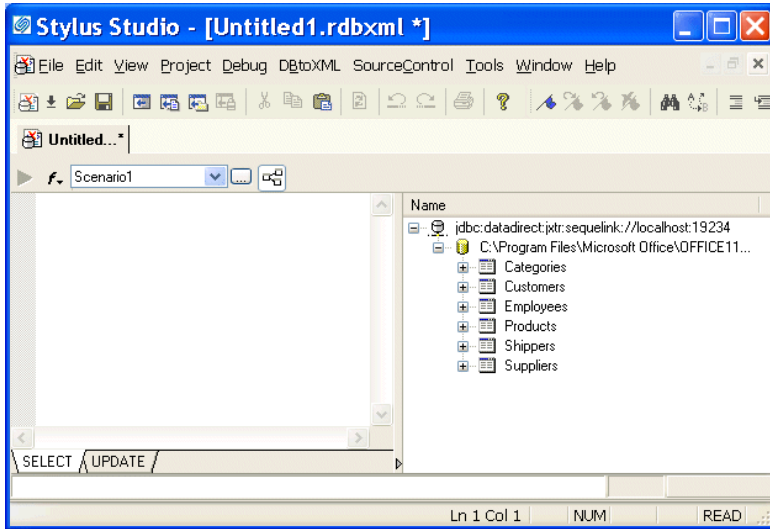 Stylus Studio - [Untitled1.rdbxml *]
File Edit View Project Debug DBtoXML SourceControl Tools Window Help
Untitled...*
Scenario1 ...
Name
jdbc:datadirect:jxtr:sequelink://localhost:19234
C:\Program Files\Microsoft Office\OFFICE11...
Categories
Customers
Employees
Products
Shippers
Suppliers
SELECT UPDATE
Ln 1 Col 1 NUM READ